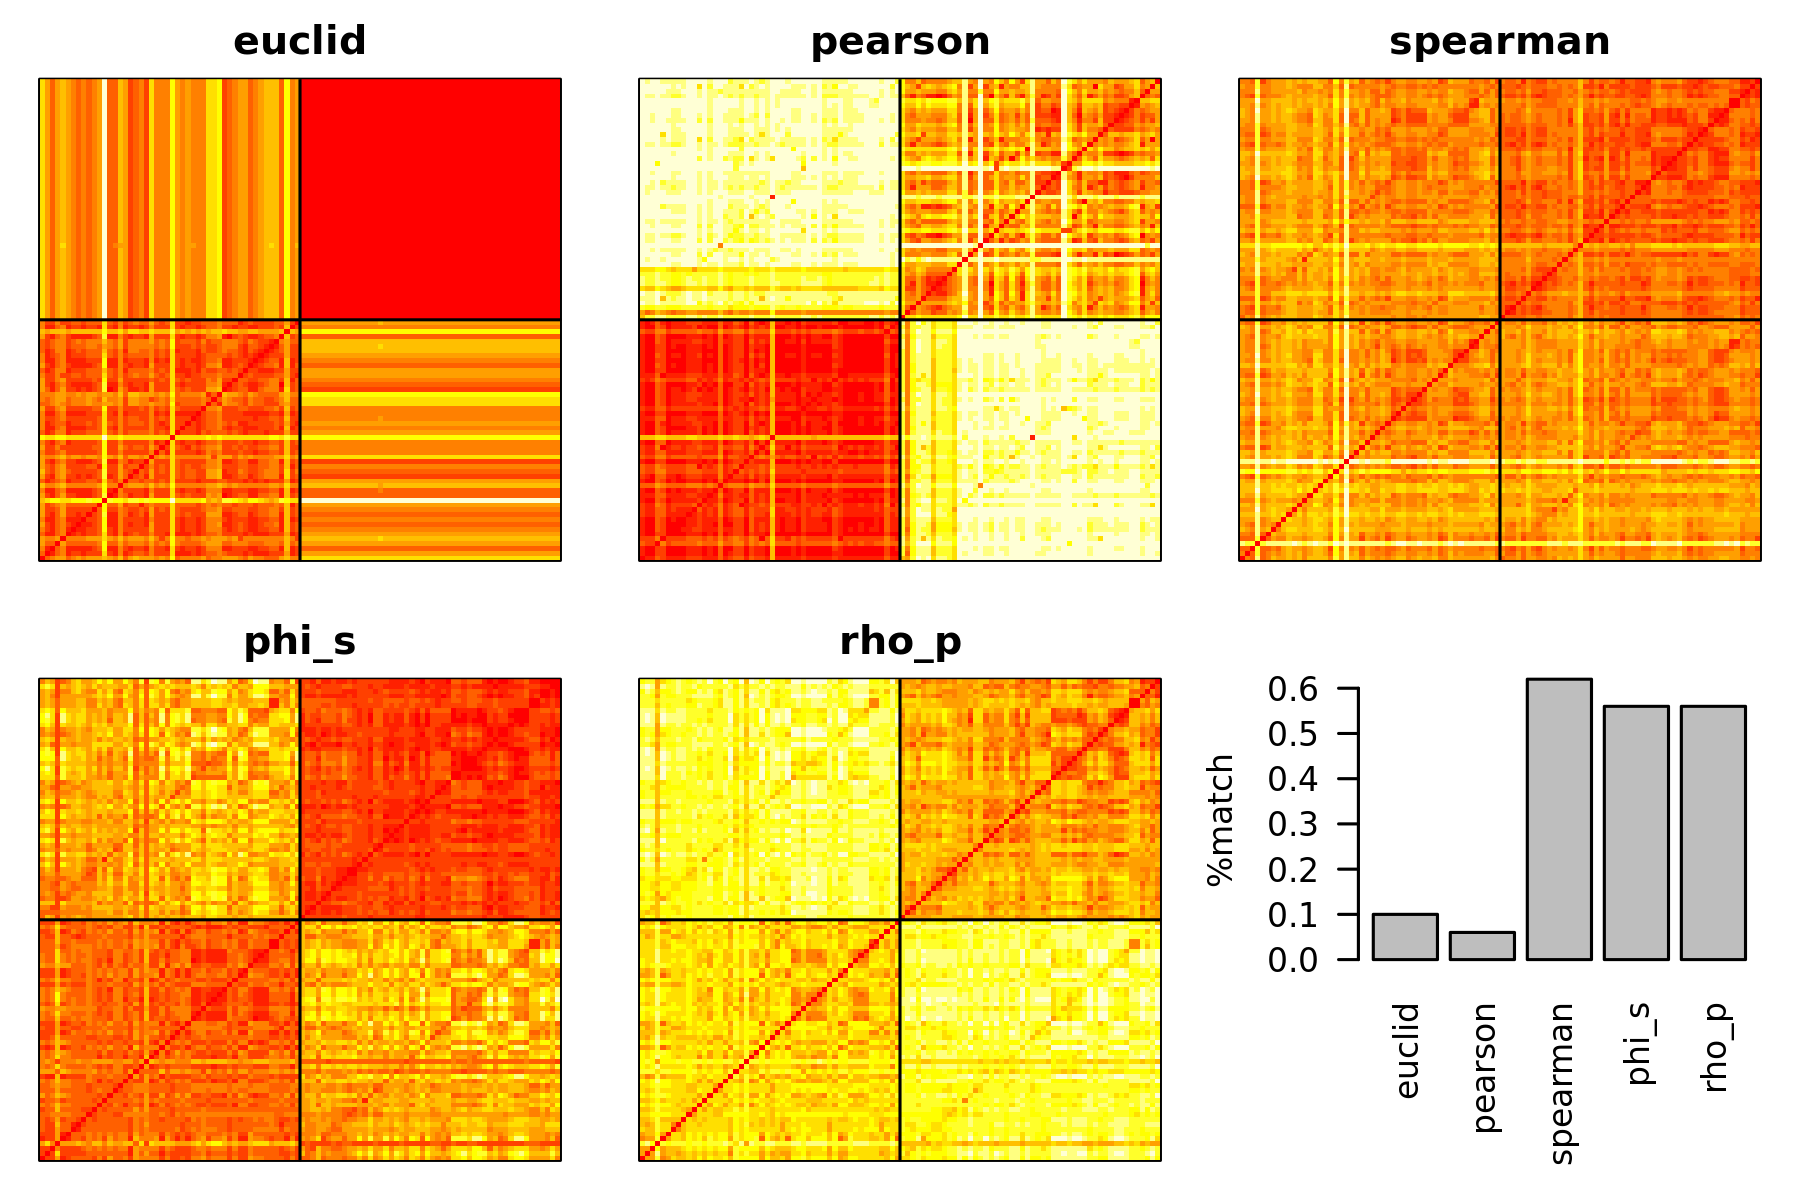 euclid
pearson
spearman
phi_s
rho_p
%match
0.6
0.5
0.4
0.3
0.2
0.1
0.0
euclid
pearson
spearman
phi_s
rho_p